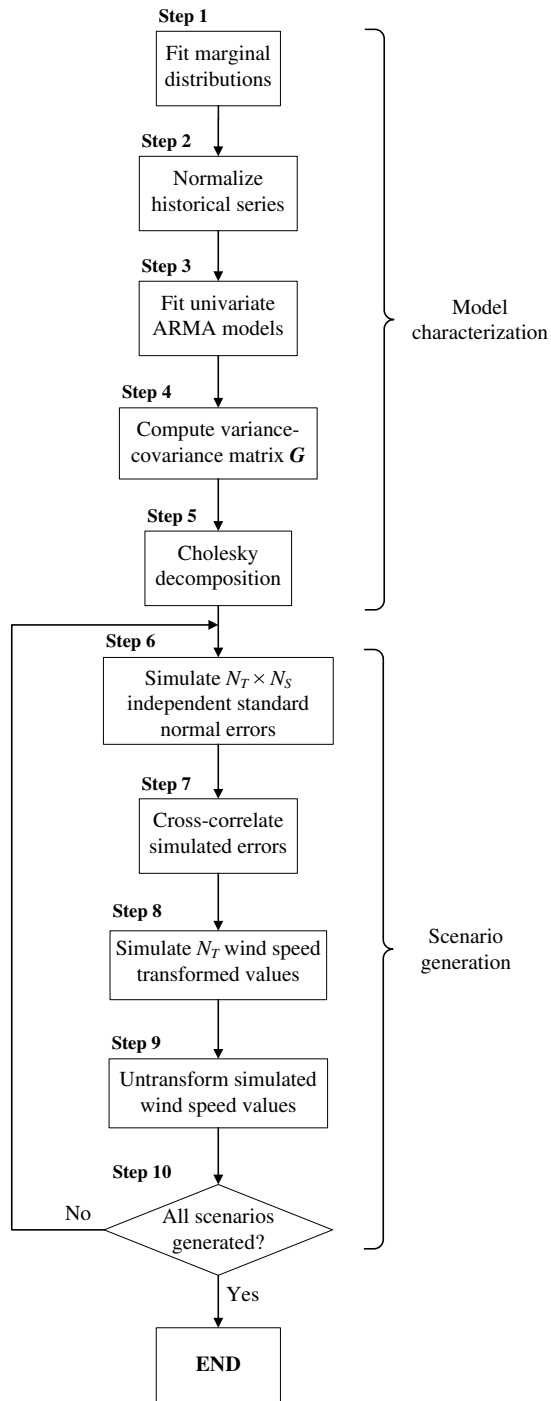 Step 1
Fit marginal
distributions
Step 2
Normalize
historical series
Step 3
Fit univariate
ARMA models
Model
characterization
Step 4
Compute variance-
covariance matrix G
Step 5
Cholesky
decomposition
Step 6
Simulate N_T × N_S
independent standard
normal errors
Step 7
Cross-correlate
simulated errors
Step 8
Simulate N_T wind speed
transformed values
Scenario
generation
Step 9
Untransform simulated
wind speed values
Step 10
No
All scenarios
generated?
Yes
END